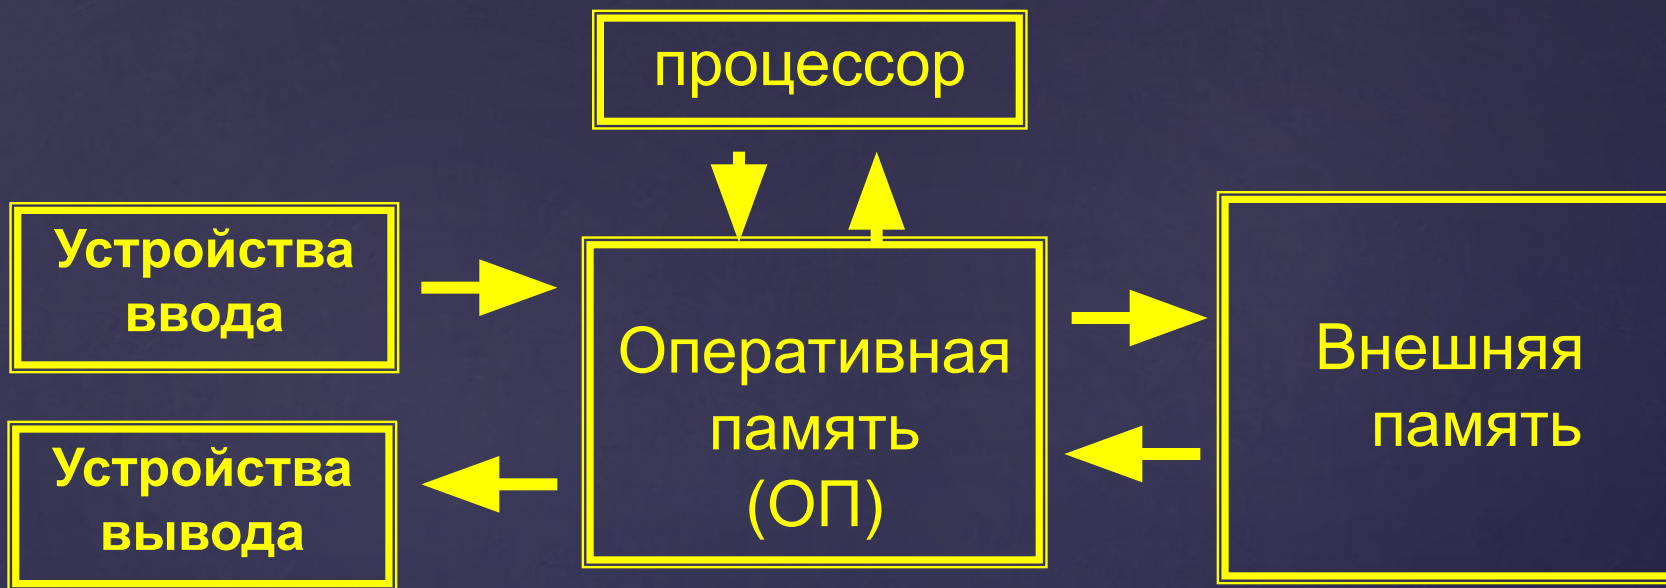 процессор
Устройства
ввода
Устройства
вывода
Оперативная
память
(ОП)
Внешняя
память